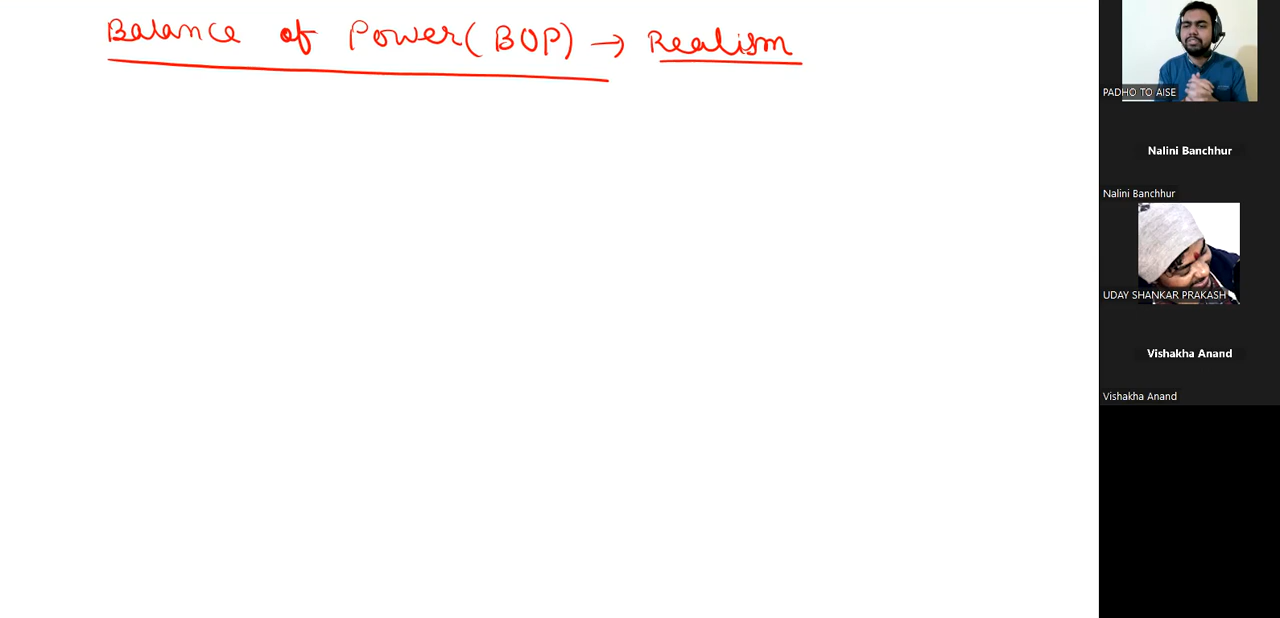 Balance of Power (BOP) → Realism
PADHO TO AISE
Nalini Banchhur
Nalini Banchhur
UDAY SHANKAR PRAKASH
Vishakha Anand
Vishakha Anand